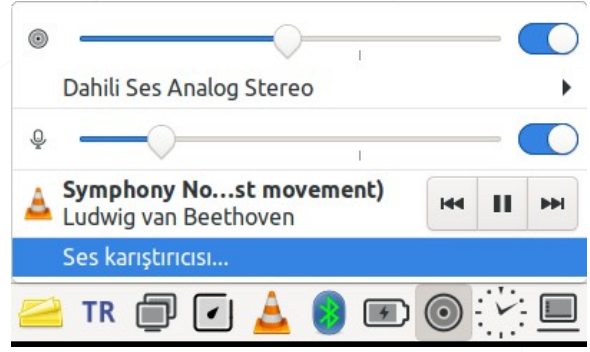 Dahili Ses Analog Stereo
Symphony No...st movement)
Ludwig van Beethoven
Ses karıştırıcısı...
TR